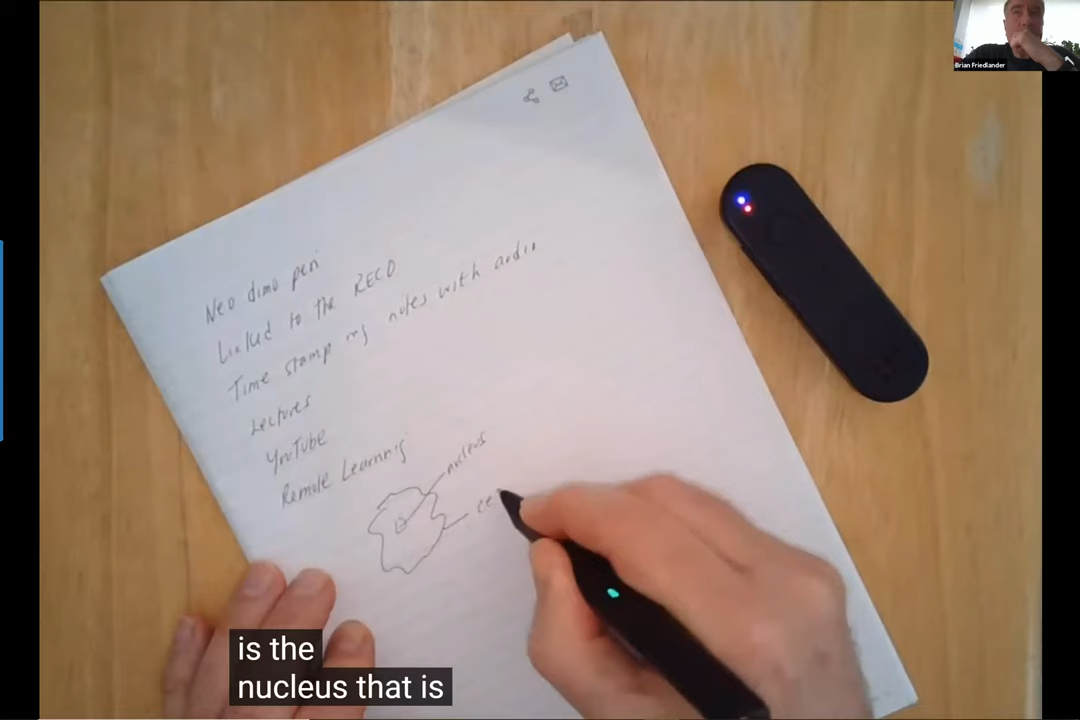 Brian Friedlander
Neo dimo pen
Linked to the RECO
Time stamp my notes with audio
Lectures
YouTube
Remote Learning
nucleus
ce
is the
nucleus that is